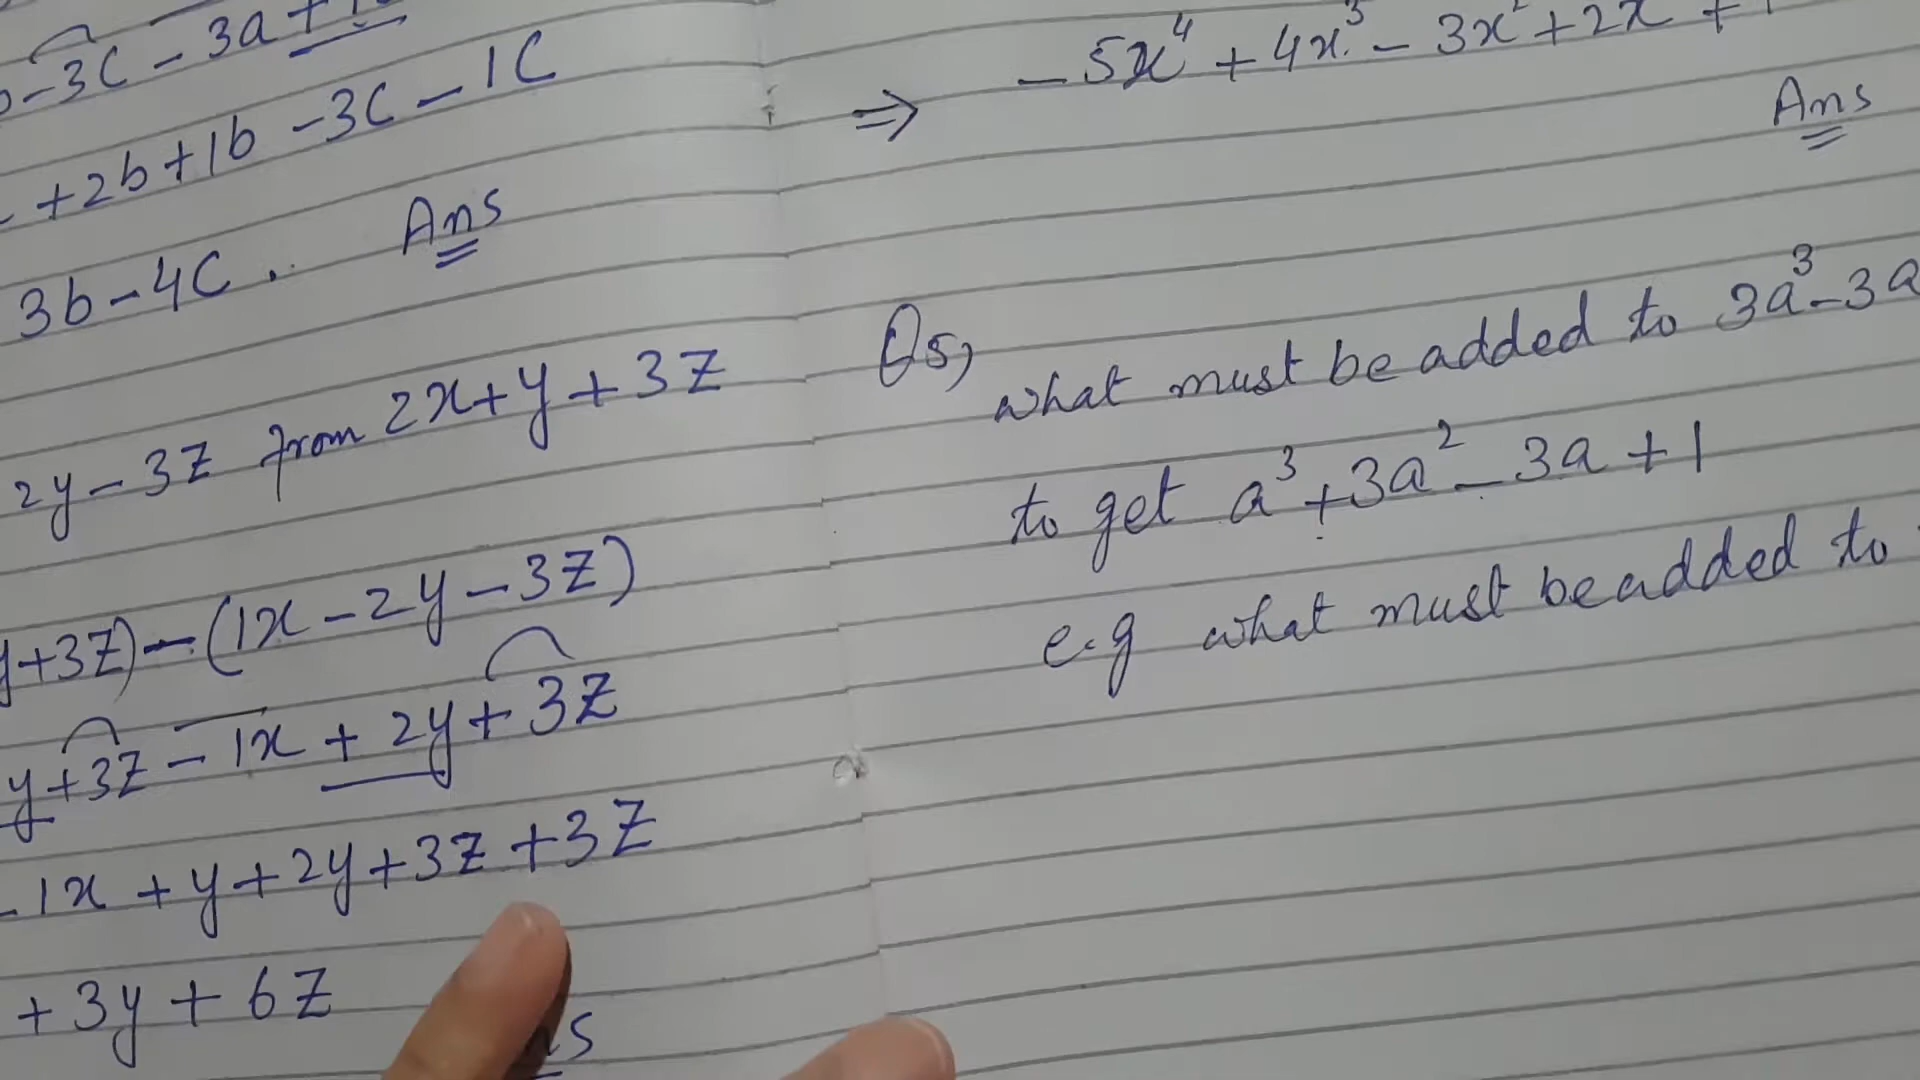 -3C - 3a +
+2b+1b -3C -1C
3b-4C. Ans
2y-3Z from 2x+y+3Z
y+3Z)-(1x-2y-3Z)
y+3Z-1x+2y+3Z
-1x+y+2y+3Z+3Z
+3y+6Z
-5x⁴+4x³-3x²+2x+
⇒
Ans
Q5, what must be added to 3a³-3a
to get a³+3a²-3a+1
e.g what must be added to